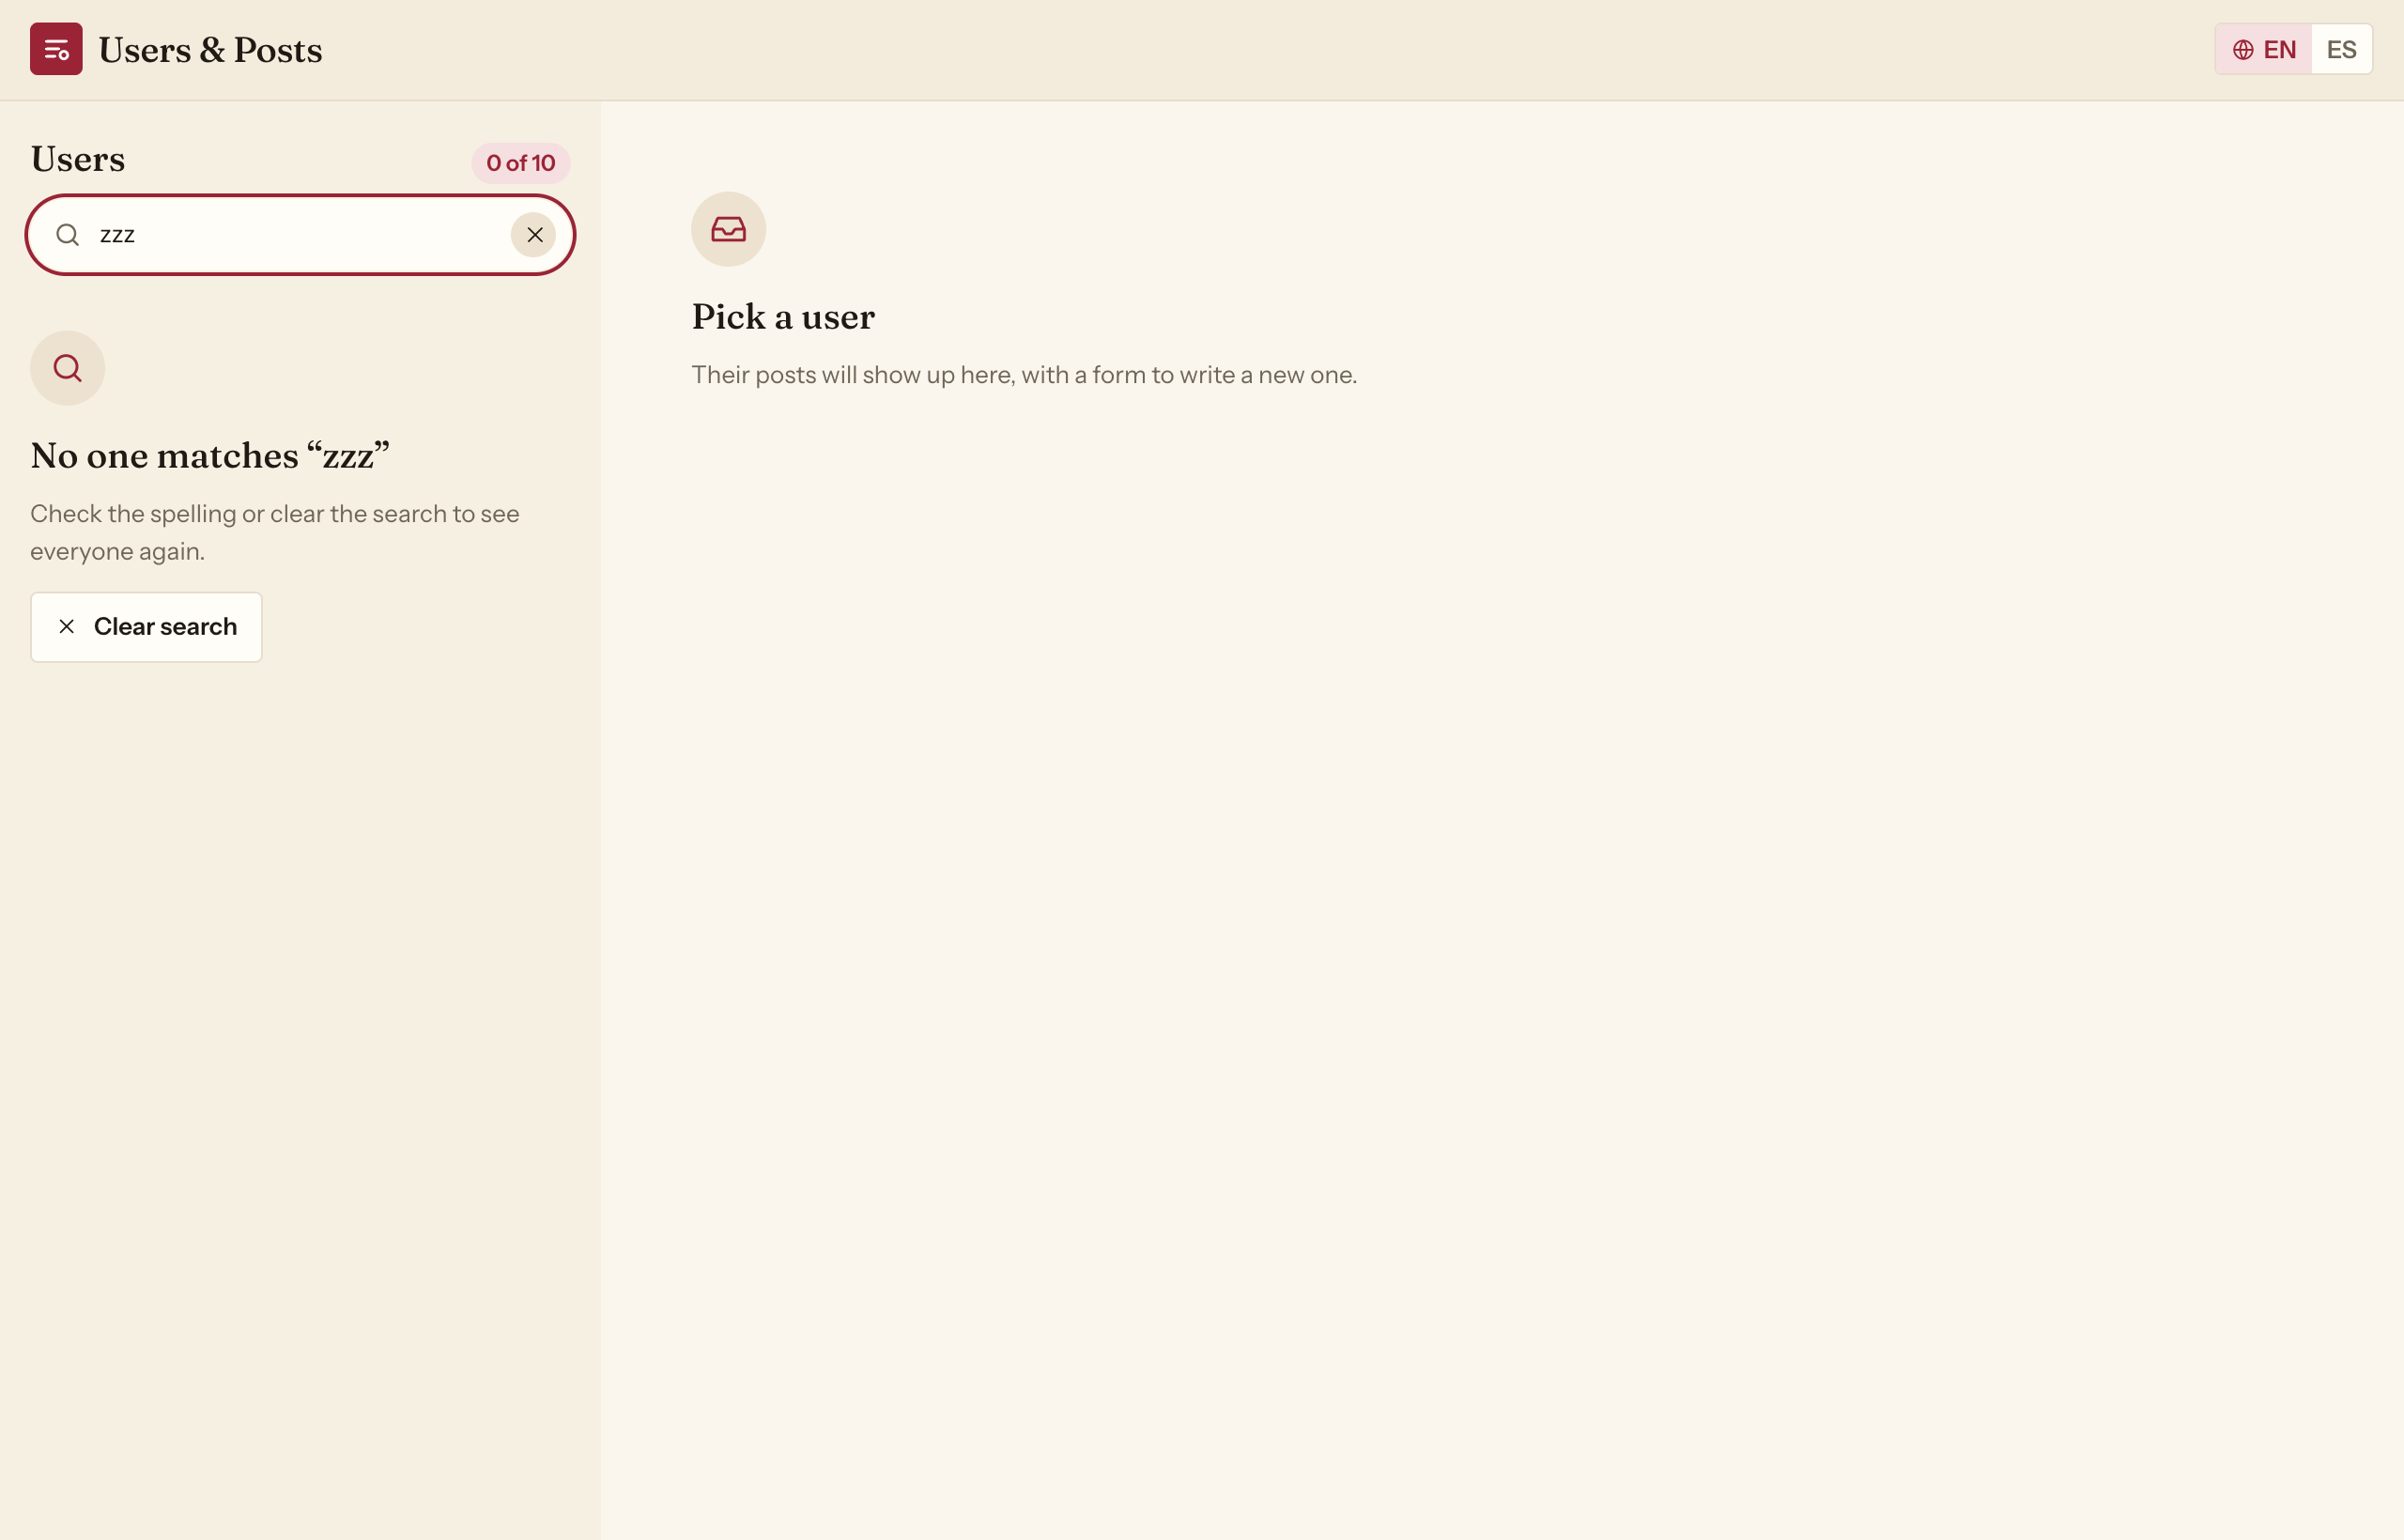 Users & Posts
EN
ES
Users
0 of 10
zzz
No one matches “zzz”
Check the spelling or clear the search to see
everyone again.
Clear search
Pick a user
Their posts will show up here, with a form to write a new one.